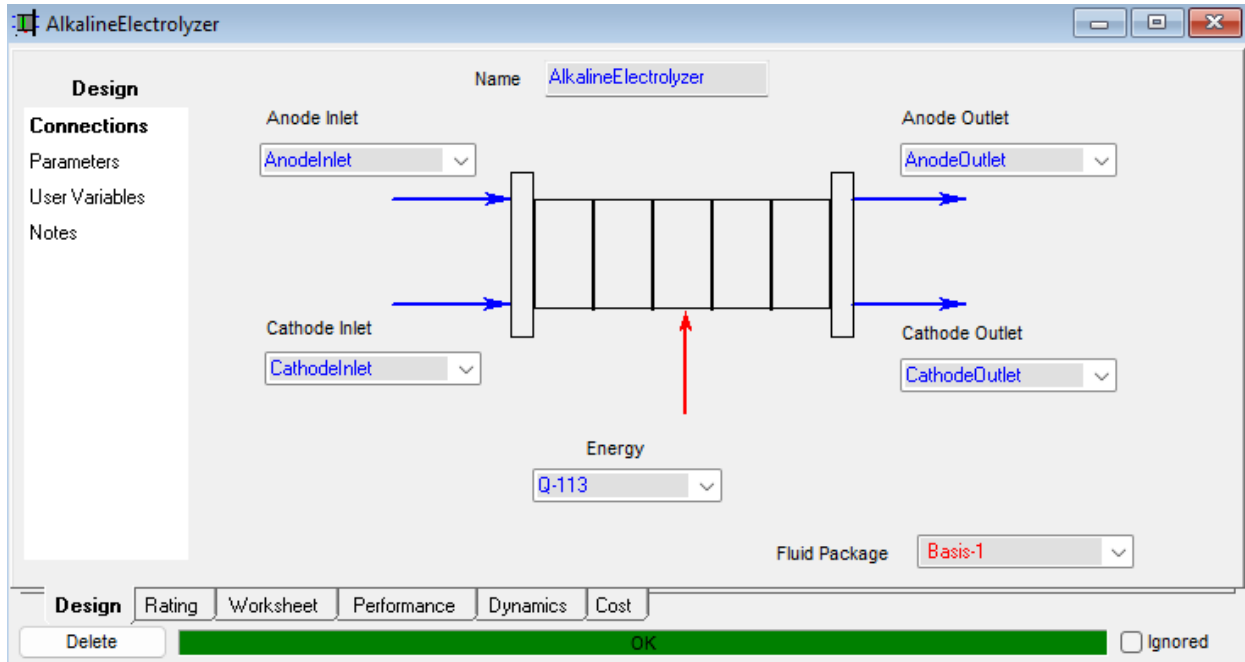 AlkalineElectrolyzer
Design
Name AlkalineElectrolyzer
Connections
Parameters
User Variables
Notes
Anode Inlet
AnodeInlet
Anode Outlet
AnodeOutlet
Cathode Inlet
CathodeInlet
Cathode Outlet
CathodeOutlet
Energy
Q-113
Fluid Package Basis-1
Design Rating Worksheet Performance Dynamics Cost
Delete OK Ignored